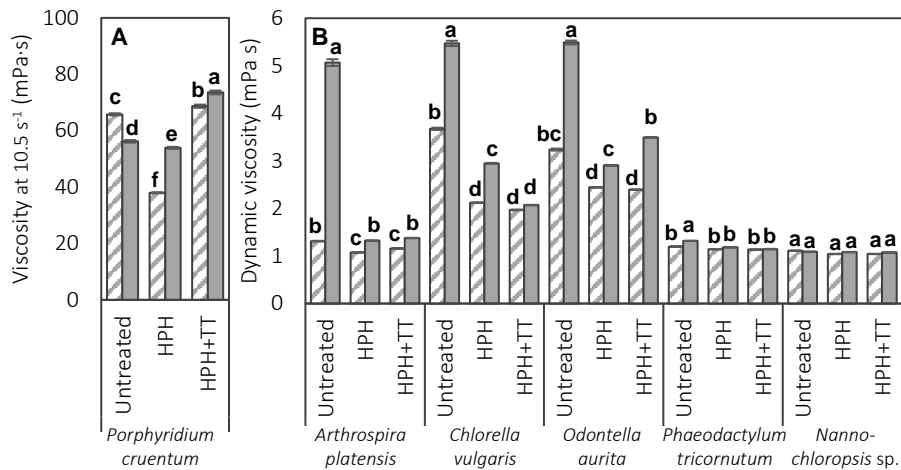 A
Viscosity at 10.5 s⁻¹ (mPa·s)
100
80
60
40
20
0
c
d
f
e
b
a
Untreated
HPH
HPH+TT
Porphyridium
cruentum
B
Dynamic viscosity (mPa s)
6
5
4
3
2
1
0
b a c b c b
b a d c d d
bc a d c d b
b a b b b b
a a a a a a
Untreated
HPH
HPH+TT
Untreated
HPH
HPH+TT
Untreated
HPH
HPH+TT
Untreated
HPH
HPH+TT
Untreated
HPH
HPH+TT
Arthrospira
platensis
Chlorella
vulgaris
Odontella
aurita
Phaeodactylum
tricornutum
Nanno-
chloropsis sp.